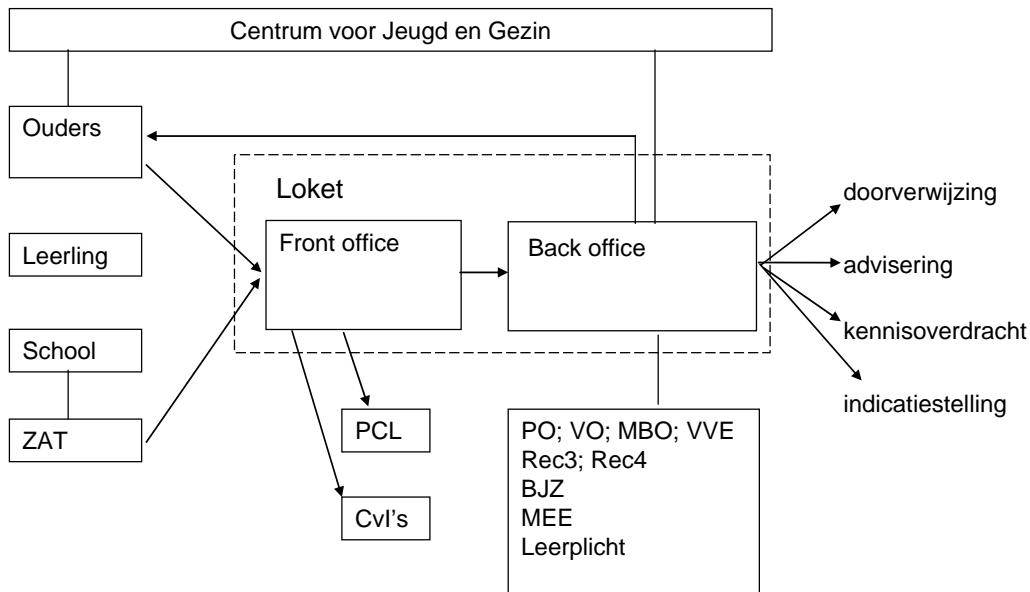 Centrum voor Jeugd en Gezin
Ouders
Loket
doorverwijzing
Front office
Back office
Leerling
advisering
School
kennisoverdracht
indicatiestelling
ZAT
PCL
PO; VO; MBO; VVE
Rec3; Rec4
BJZ
CvI's
MEE
Leerplicht